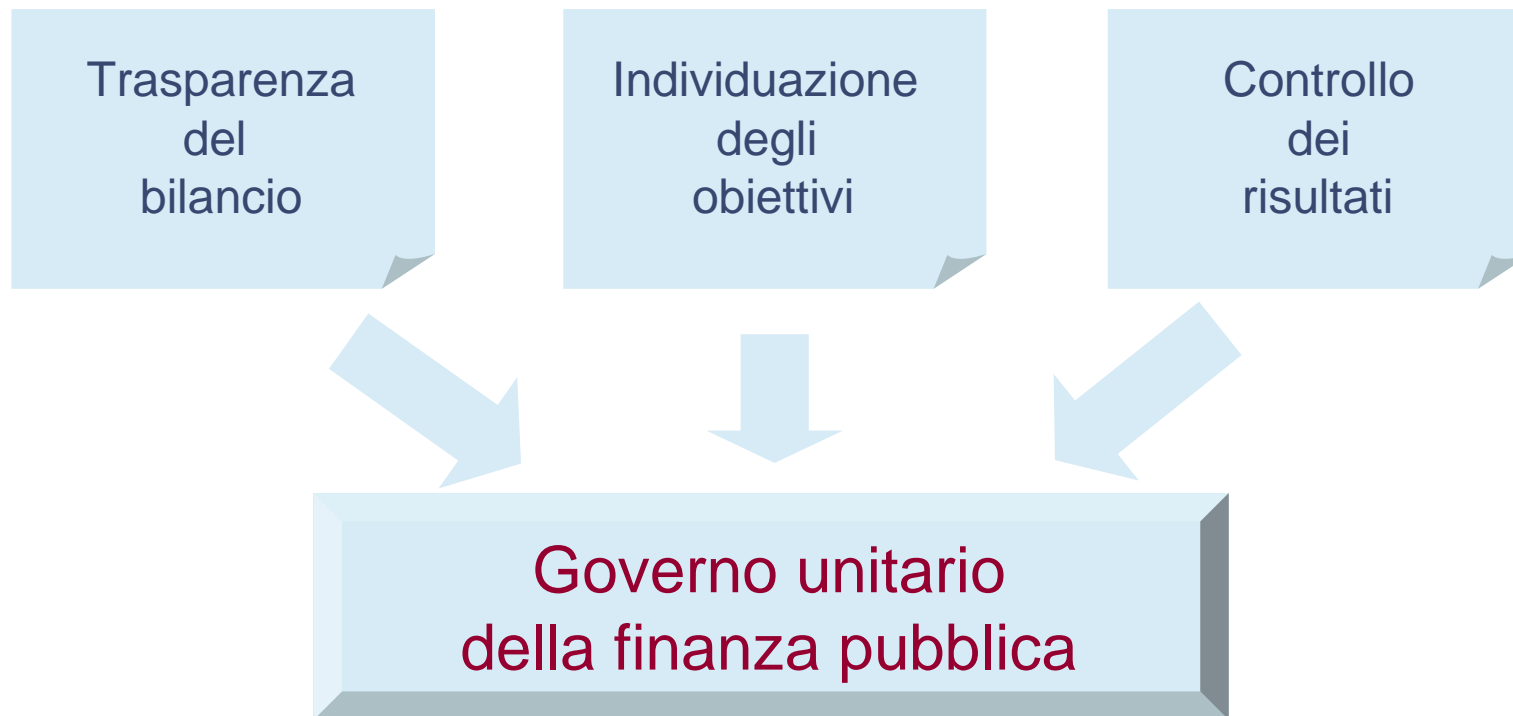 Trasparenza
del
bilancio
Individuazione
degli
obiettivi
Controllo
dei
risultati
Governo unitario
della finanza pubblica